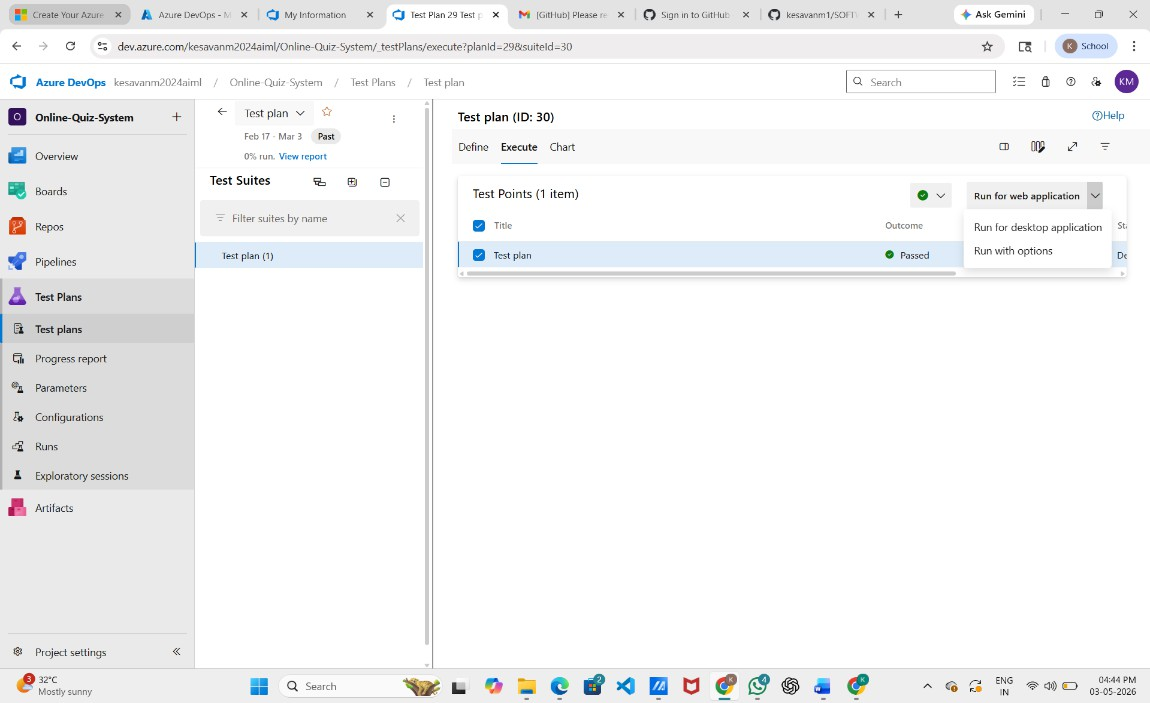 Create Your Azure
Azure DevOps - M
My Information
Test Plan 29 Test p
[GitHub] Please re
Sign in to GitHub
kesavanm1/SOFT
Ask Gemini
dev.azure.com/kesavanm2024aiml/Online-Quiz-System/_testPlans/execute?planId=29&suiteId=30
K School
Azure DevOps kesavanm2024aiml / Online-Quiz-System / Test Plans / Test plan
Search
KM
O Online-Quiz-System
Overview
Boards
Repos
Pipelines
Test Plans
Test plans
Progress report
Parameters
Configurations
Runs
Exploratory sessions
Artifacts
Project settings
Test plan
Feb 17 - Mar 3 Past
0% run. View report
Test Suites
Filter suites by name
Test plan (1)
Test plan (ID: 30)
Help
Define Execute Chart
Test Points (1 item)
Run for web application
Run for desktop application
Run with options
Title Outcome Sta
Test plan Passed De
3
32°C
Mostly sunny
Search
2
K
4
K
ENG
IN
04:44 PM
03-05-2026